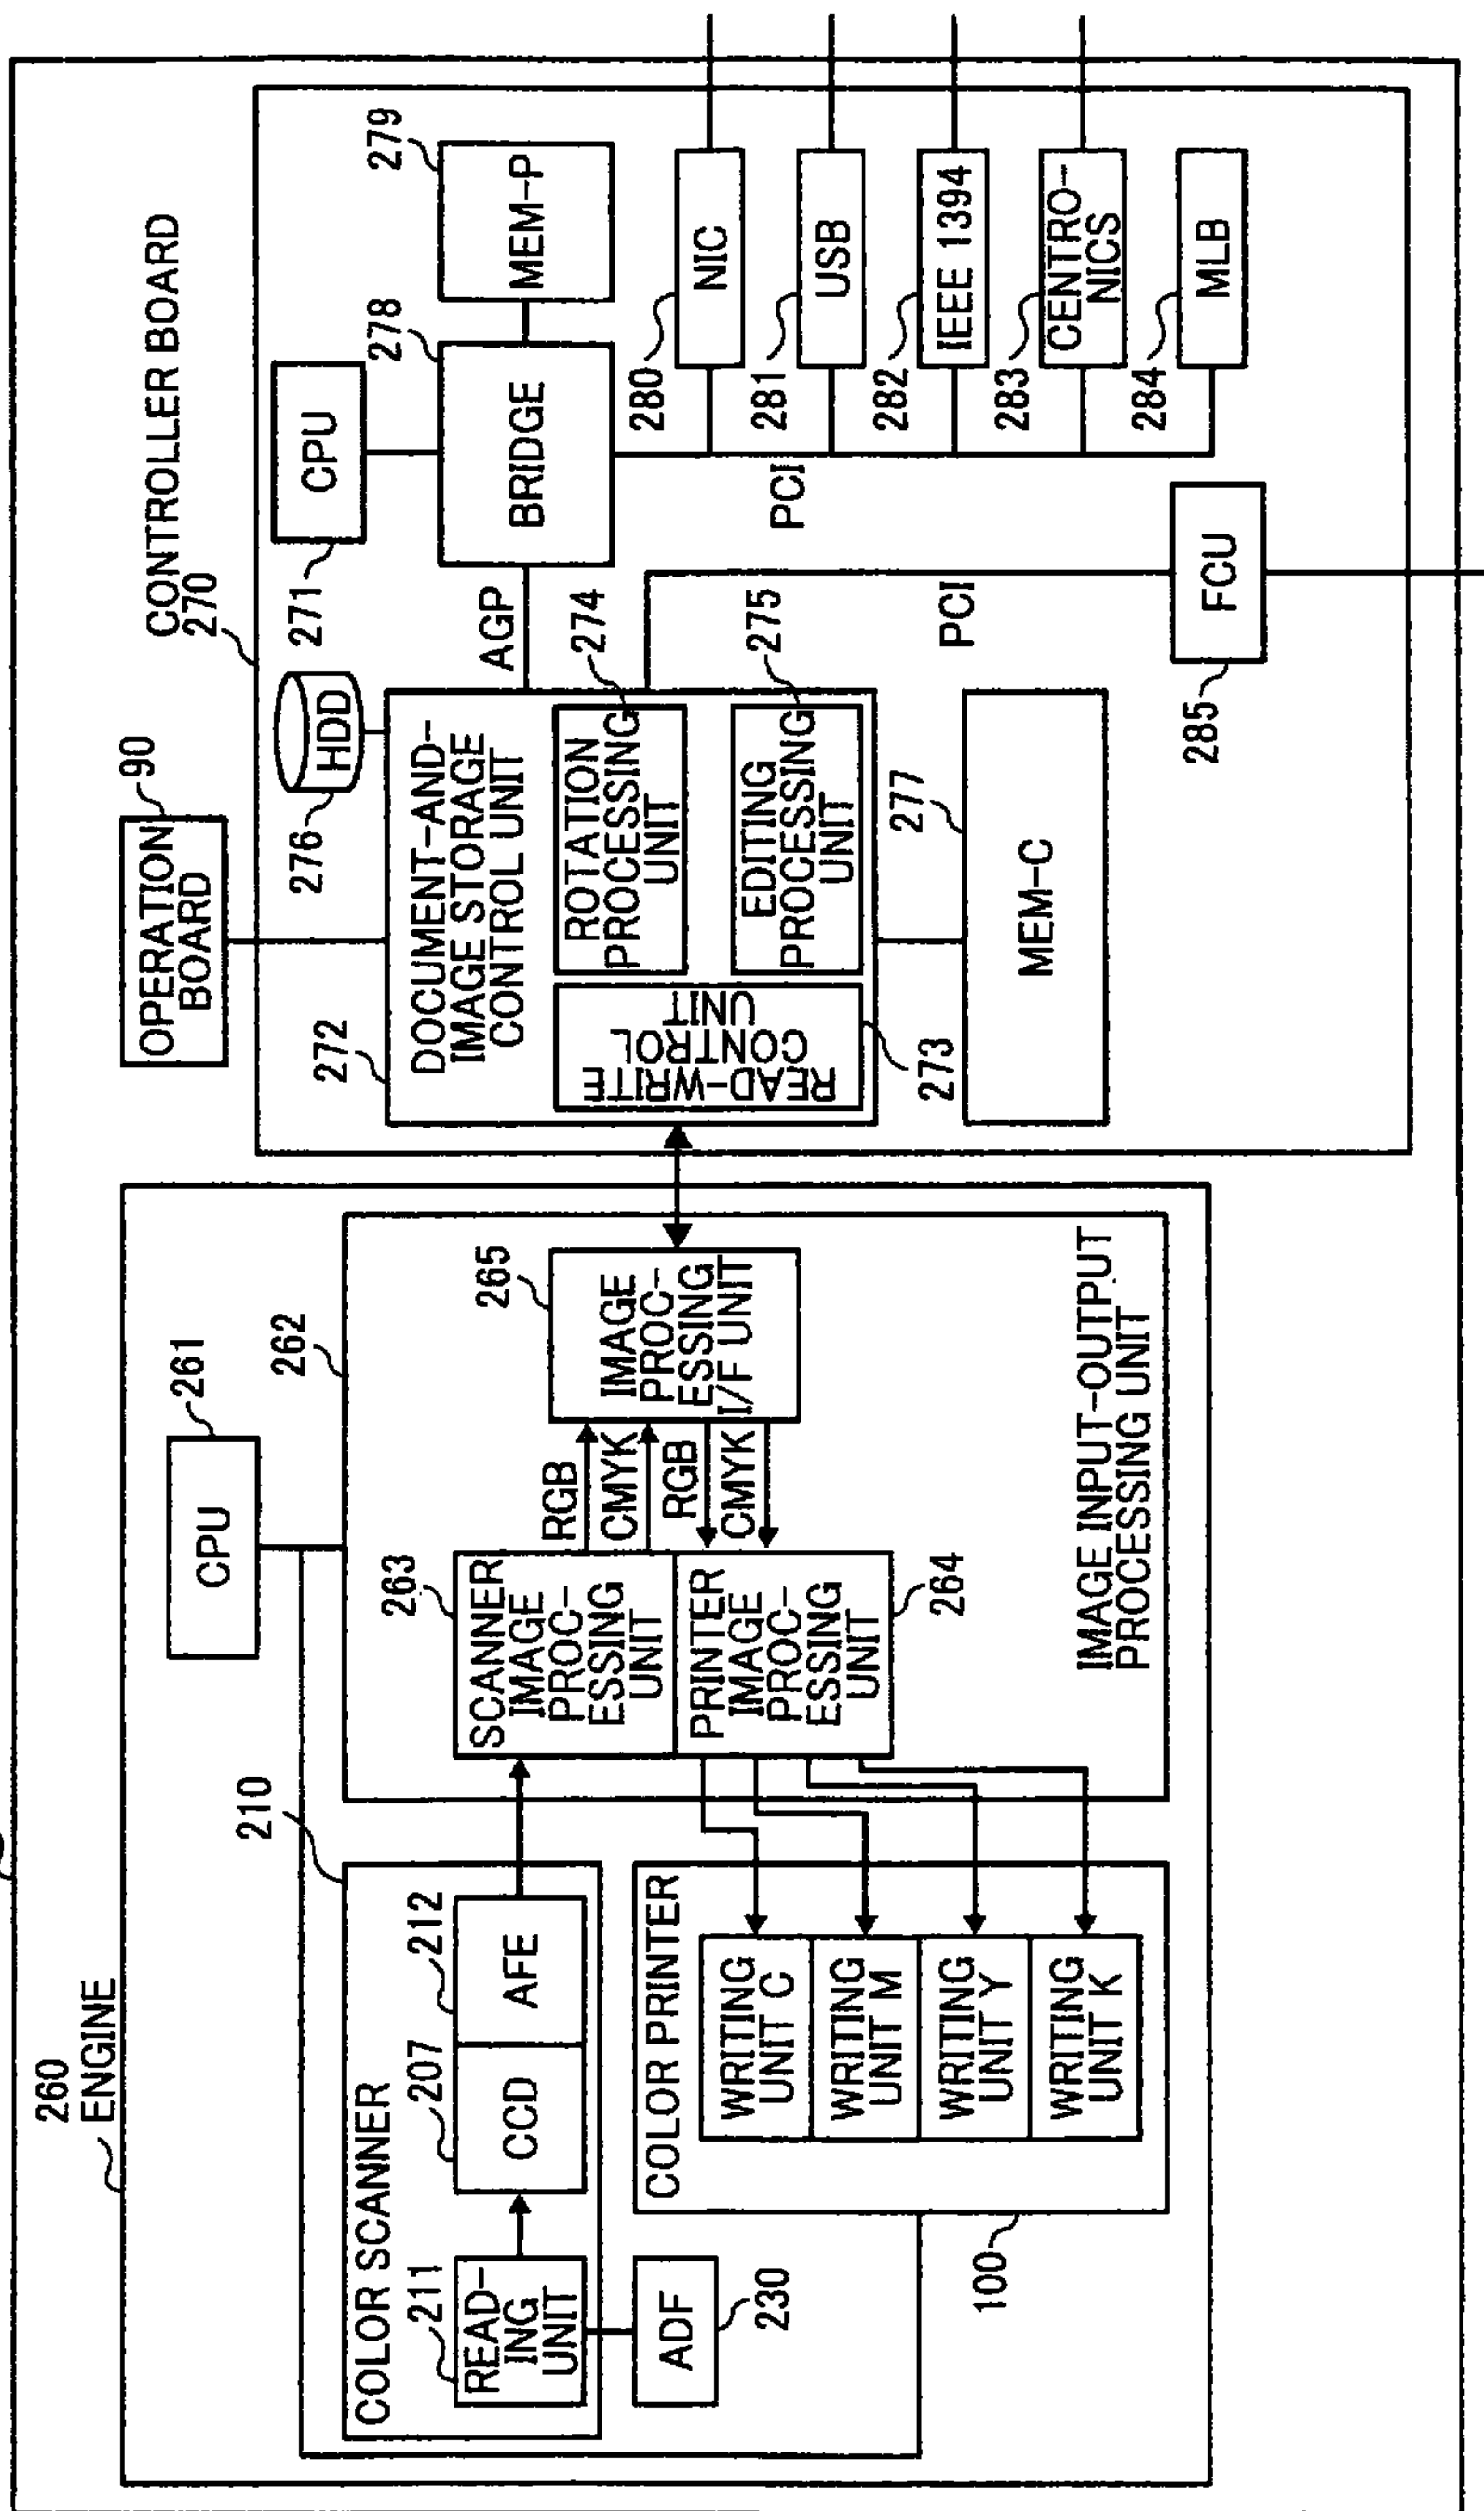 260
ENGINE
210
COLOR SCANNER
211
READ-
ING
UNIT
207
CCD
212
AFE
ADF
230
COLOR PRINTER
WRITING
UNIT C
WRITING
UNIT M
WRITING
UNIT Y
WRITING
UNIT K
100
CPU
261
262
263
SCANNER
IMAGE
PROC-
ESSING
UNIT
PRINTER
IMAGE
PROC-
ESSING
UNIT
264
RGB
CMYK
RGB
CMYK
265
IMAGE
PROC-
ESSING
I/F UNIT
IMAGE INPUT-OUTPUT
PROCESSING UNIT
OPERATION
BOARD
90
CONTROLLER BOARD
270
272
DOCUMENT-AND-
IMAGE STORAGE
CONTROL UNIT
READ-WRITE
CONTROL
UNIT
273
ROTATION
PROCESSING
UNIT
274
EDITING
PROCESSING
UNIT
275
276
HDD
277
MEM-C
271
CPU
AGP
278
BRIDGE
279
MEM-P
PCI
280
NIC
281
USB
282
IEEE 1394
283
CENTRO-
NICS
284
MLB
PCI
285
FCU